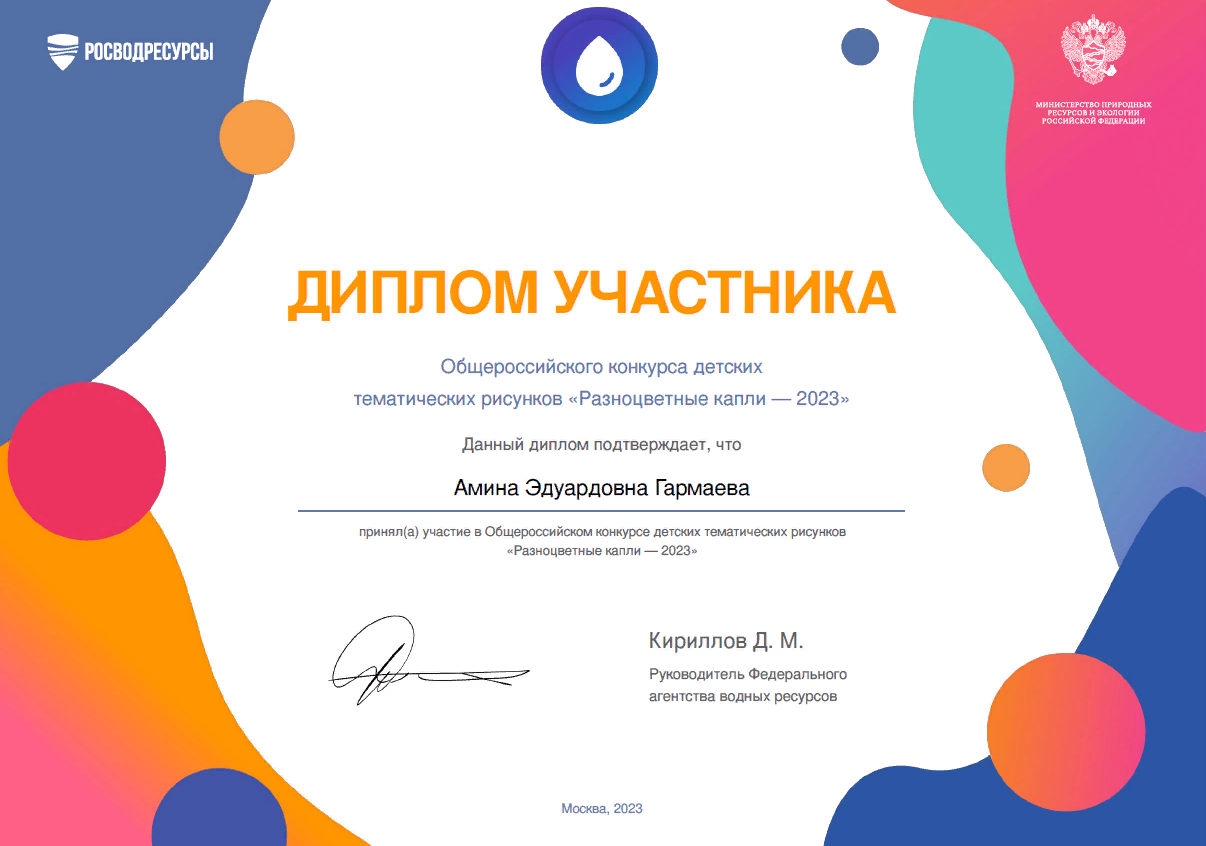 РОСВОДРЕСУРСЫ
МИНИСТЕРСТВО ПРИРОДНЫХ
РЕСУРСОВ И ЭКОЛОГИИ
РОССИЙСКОЙ ФЕДЕРАЦИИ
ДИПЛОМ УЧАСТНИКА
Общероссийского конкурса детских
тематических рисунков «Разноцветные капли — 2023»
Данный диплом подтверждает, что
Амина Эдуардовна Гармаева
принял(а) участие в Общероссийском конкурсе детских тематических рисунков
«Разноцветные капли — 2023»
Кириллов Д. М.
Руководитель Федерального
агентства водных ресурсов
Москва, 2023